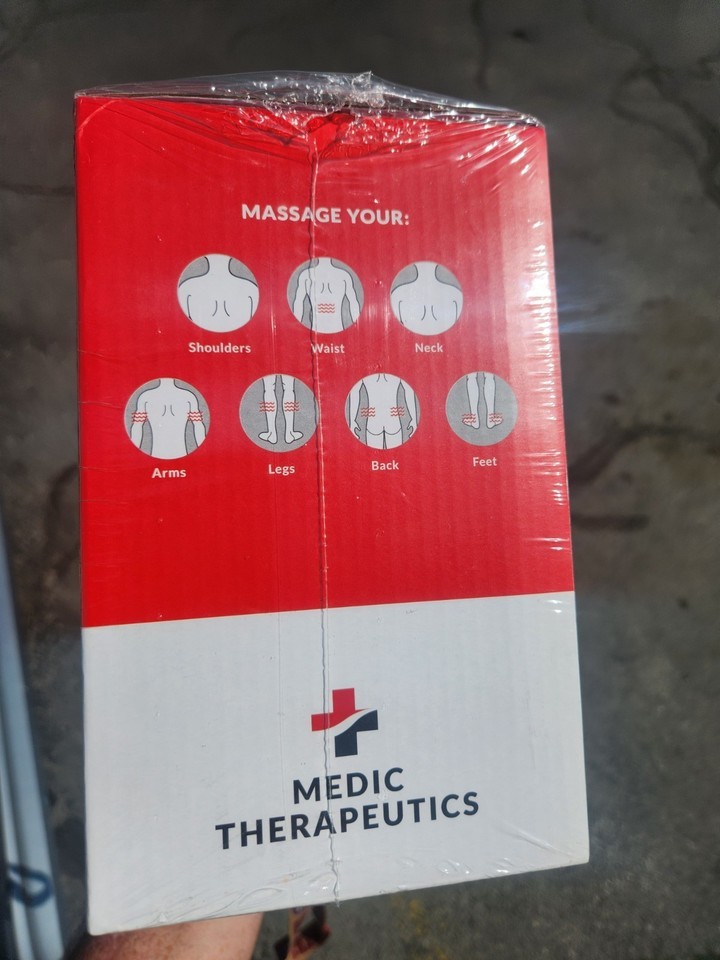 MASSAGE YOUR:
Shoulders Waist Neck
Arms Legs Back Feet
MEDIC
THERAPEUTICS